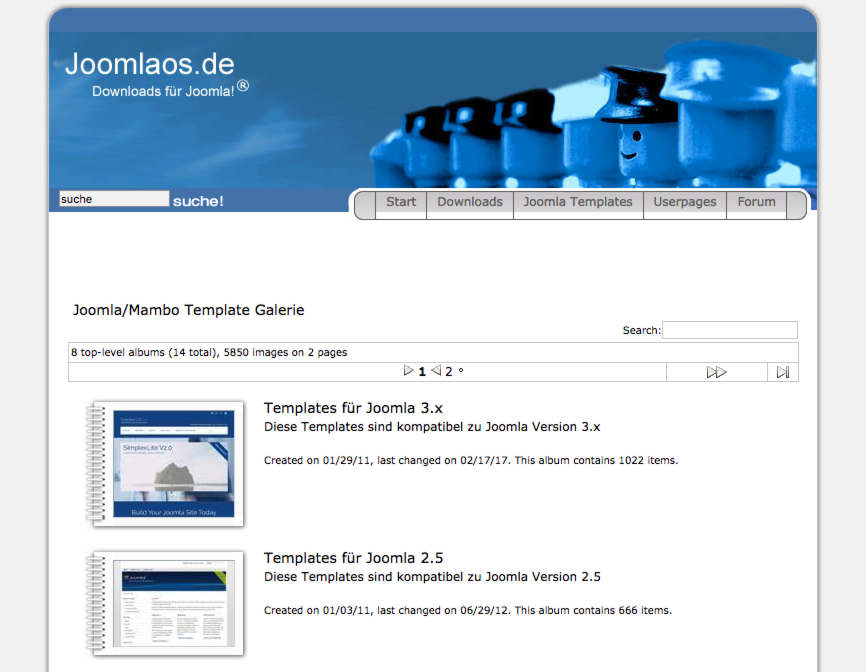 Joomlaos.de
Downloads für Joomla!®
suche suche!
Start Downloads Joomla Templates Userpages Forum
Joomla/Mambo Template Galerie
Search:
8 top-level albums (14 total), 5850 images on 2 pages
1 2 °
Templates für Joomla 3.x
Diese Templates sind kompatibel zu Joomla Version 3.x
Created on 01/29/11, last changed on 02/17/17. This album contains 1022 items.
SimplexLite V2.0
Build Your Joomla Site Today
Templates für Joomla 2.5
Diese Templates sind kompatibel zu Joomla Version 2.5
Created on 01/03/11, last changed on 06/29/12. This album contains 666 items.